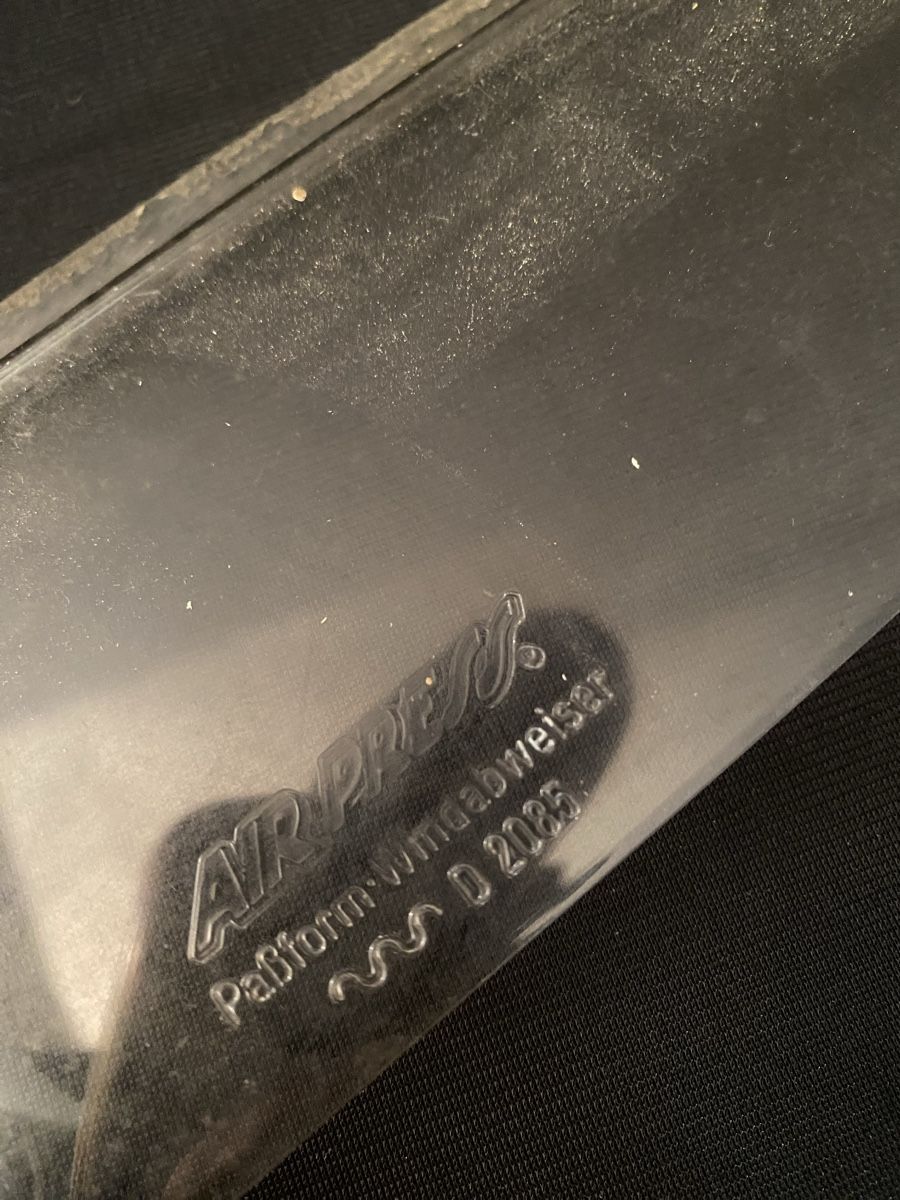 AIR PRESS®
Paßform-Windabweiser
~~~ D 2085